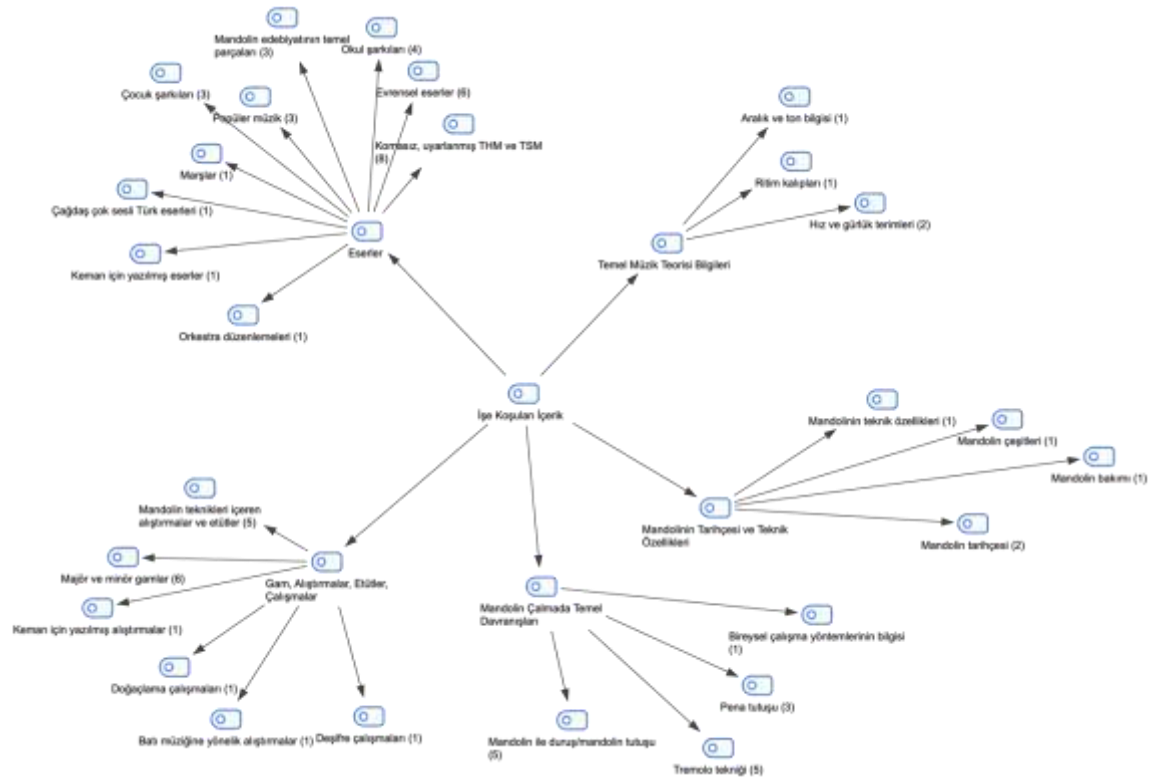 Mandolin edebiyatının temel
parçaları (3)
Okul şarkıları (4)
Evrensel eserler (6)
Çocuk şarkıları (3)
Popüler müzik (3)
Komasız, uyarlanmış THM ve TSM
(8)
Marşlar (1)
Çağdaş çok sesli Türk eserleri (1)
Eserler
Keman için yazılmış eserler (1)
Orkestra düzenlemeleri (1)
Aralık ve ton bilgisi (1)
Ritim kalıpları (1)
Hız ve gürlük terimleri (2)
Temel Müzik Teorisi Bilgileri
İşe Koşulan İçerik
Mandolinin teknik özellikleri (1)
Mandolin çeşitleri (1)
Mandolin bakımı (1)
Mandolinin Tarihçesi ve Teknik
Özellikleri
Mandolin tarihçesi (2)
Mandolin teknikleri içeren
alıştırmalar ve etütler (5)
Majör ve minör gamlar (6)
Gam, Alıştırmalar, Etütler,
Çalışmalar
Keman için yazılmış alıştırmalar (1)
Doğaçlama çalışmaları (1)
Batı müziğine yönelik alıştırmalar (1)
Deşifre çalışmaları (1)
Mandolin Çalmada Temel
Davranışları
Bireysel çalışma yöntemlerinin bilgisi
(1)
Pena tutuşu (3)
Mandolin ile duruş/mandolin tutuşu
(5)
Tremolo tekniği (5)